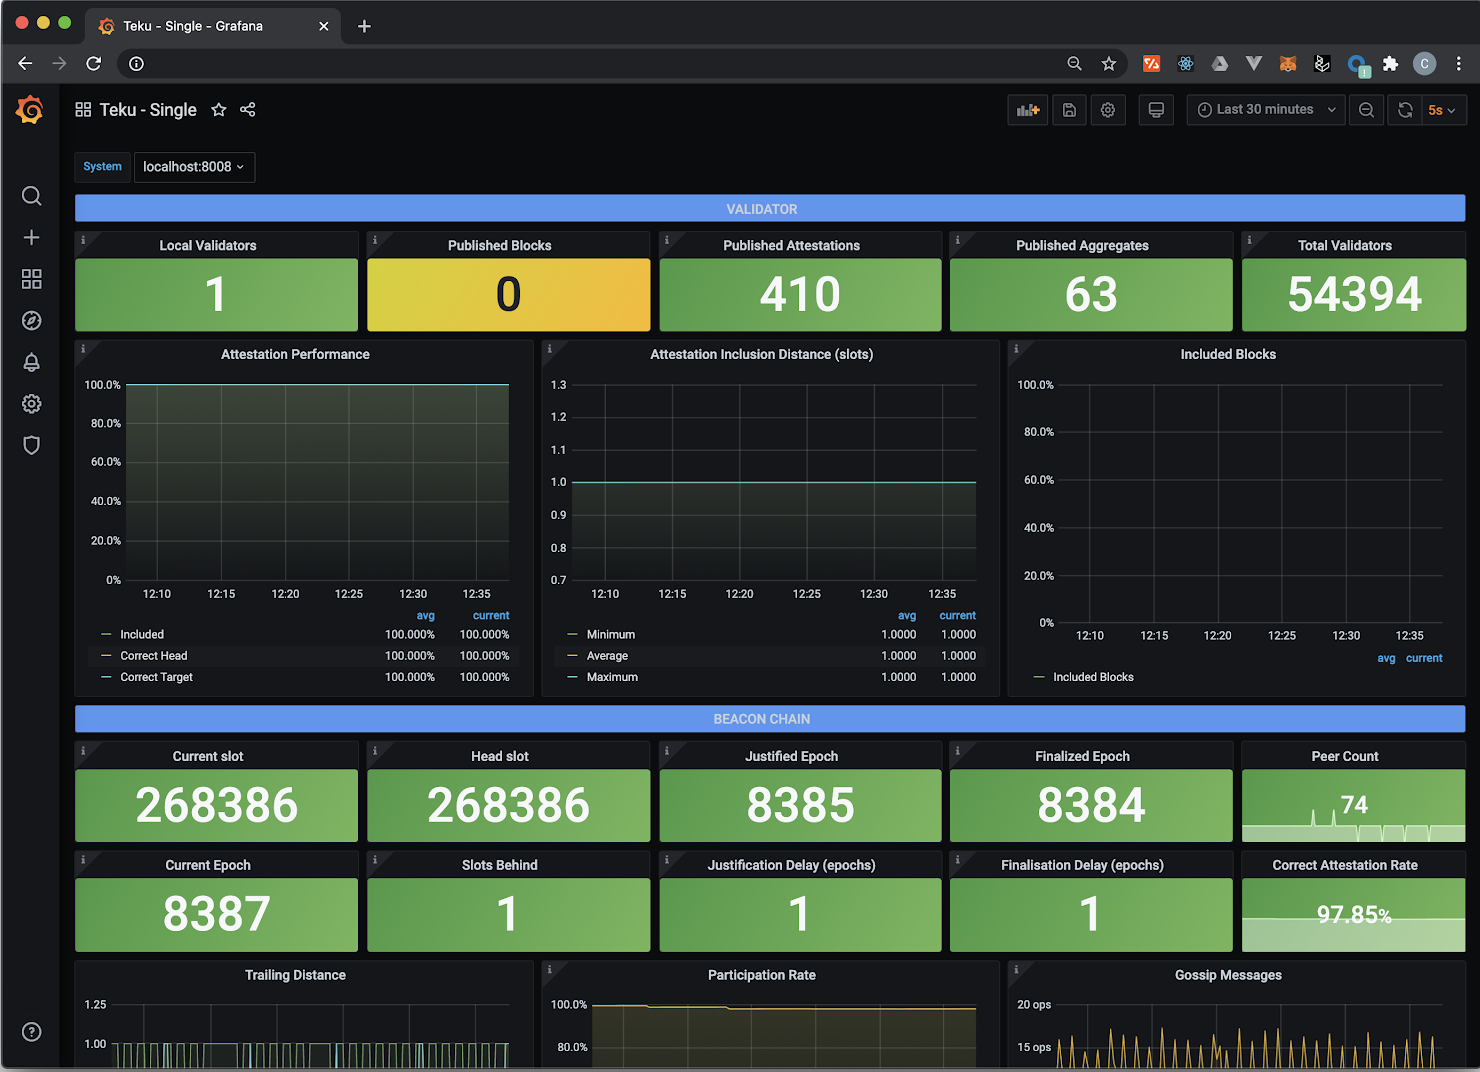 Teku - Single - Grafana
C
Teku - Single
Last 30 minutes
5s
System
localhost:8008
VALIDATOR
Local Validators
Published Blocks
Published Attestations
Published Aggregates
Total Validators
1
0
410
63
54394
Attestation Performance
100.0%
80.0%
60.0%
40.0%
20.0%
0%
12:10 12:15 12:20 12:25 12:30 12:35
avg current
Included 100.000% 100.000%
Correct Head 100.000% 100.000%
Correct Target 100.000% 100.000%
Attestation Inclusion Distance (slots)
1.3
1.2
1.1
1.0
0.9
0.8
0.7
12:10 12:15 12:20 12:25 12:30 12:35
avg current
Minimum 1.0000 1.0000
Average 1.0000 1.0000
Maximum 1.0000 1.0000
Included Blocks
100.0%
80.0%
60.0%
40.0%
20.0%
0%
12:10 12:15 12:20 12:25 12:30 12:35
avg current
Included Blocks
BEACON CHAIN
Current slot
Head slot
Justified Epoch
Finalized Epoch
Peer Count
268386
268386
8385
8384
74
Current Epoch
Slots Behind
Justification Delay (epochs)
Finalisation Delay (epochs)
Correct Attestation Rate
8387
1
1
1
97.85%
Trailing Distance
1.25
1.00
Participation Rate
100.0%
80.0%
Gossip Messages
20 ops
15 ops